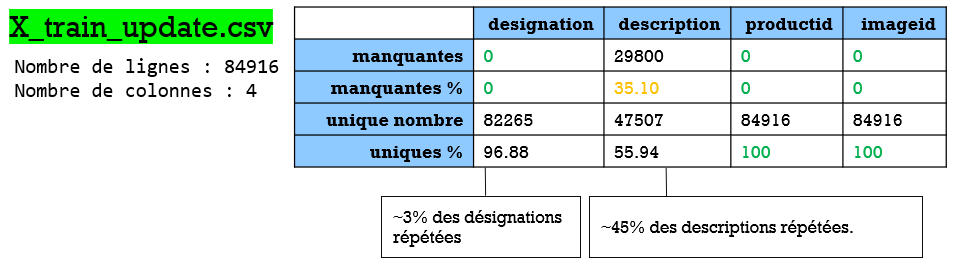 X_train_update.csv
Nombre de lignes : 84916
Nombre de colonnes : 4
designation description productid imageid
manquantes 0 29800 0 0
manquantes % 0 35.10 0 0
unique nombre 82265 47507 84916 84916
uniques % 96.88 55.94 100 100
~3% des désignations
répétées
~45% des descriptions répétées.